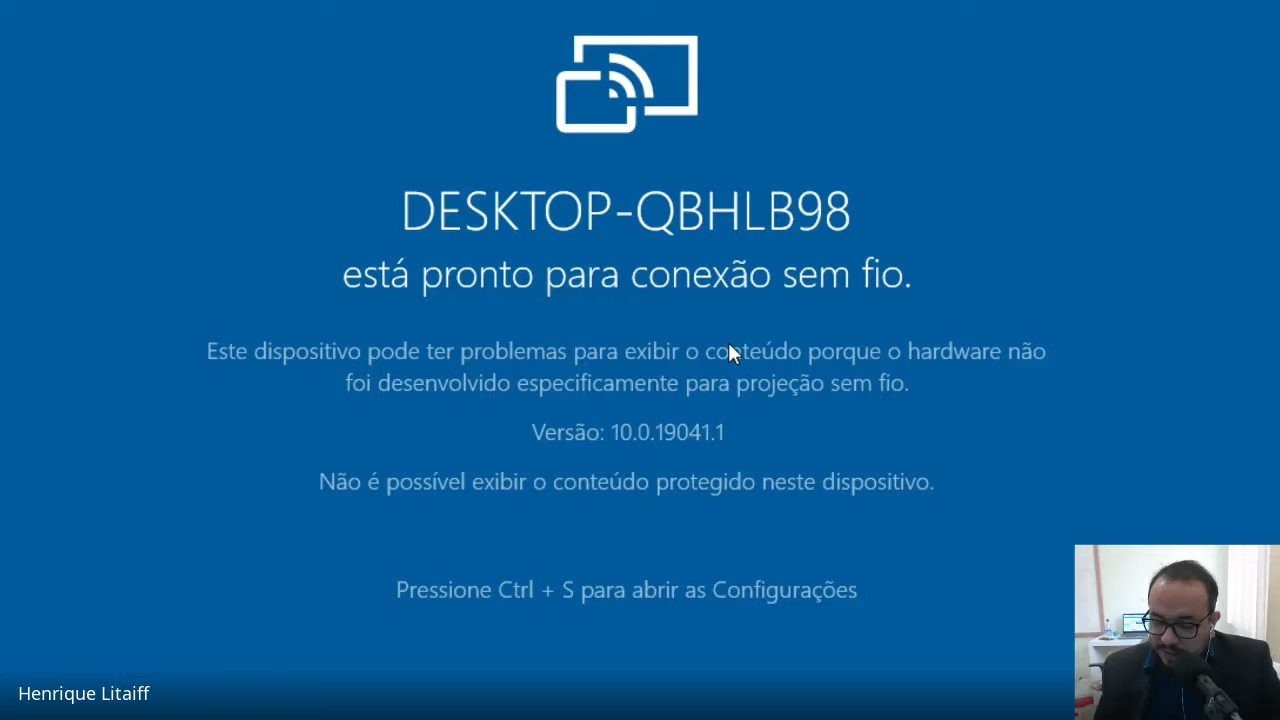 DESKTOP-QBHLB98
está pronto para conexão sem fio.
Este dispositivo pode ter problemas para exibir o conteúdo porque o hardware não
foi desenvolvido especificamente para projeção sem fio.
Versão: 10.0.19041.1
Não é possível exibir o conteúdo protegido neste dispositivo.
Pressione Ctrl + S para abrir as Configurações
Henrique Litaiff